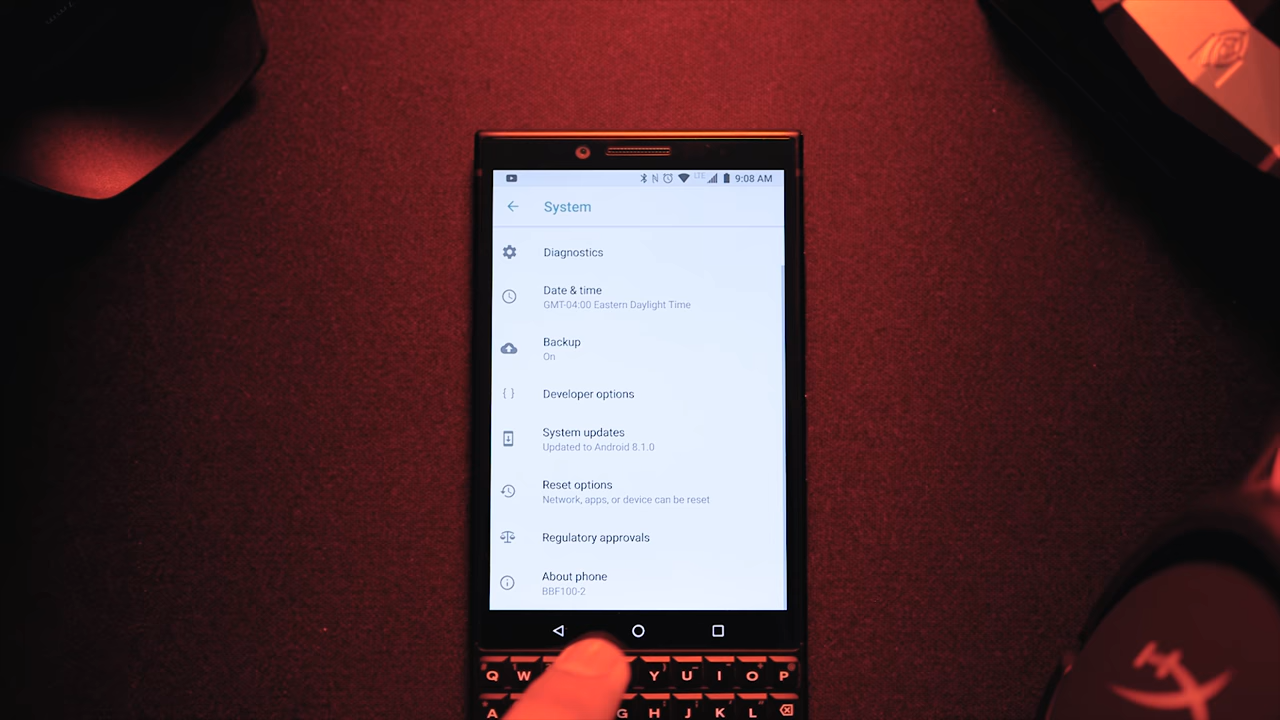 LTE 9:08 AM
System
Diagnostics
Date & time
GMT-04:00 Eastern Daylight Time
Backup
On
{ } Developer options
System updates
Updated to Android 8.1.0
Reset options
Network, apps, or device can be reset
Regulatory approvals
About phone
BBF100-2
Q W Y U I O P
A G H J K L